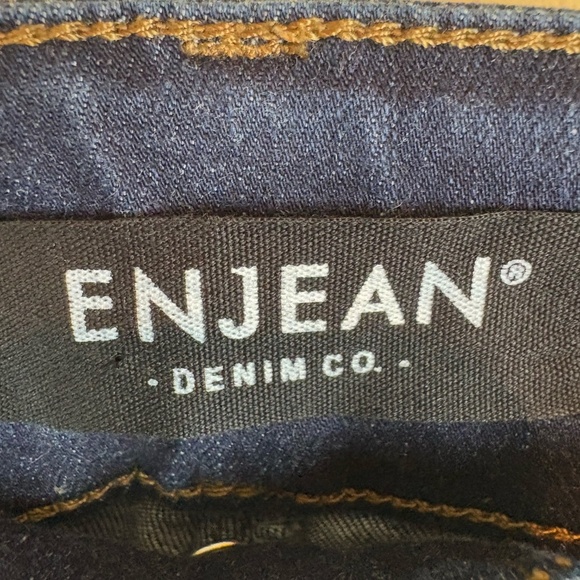 ENJEAN®
· DENIM CO. ·